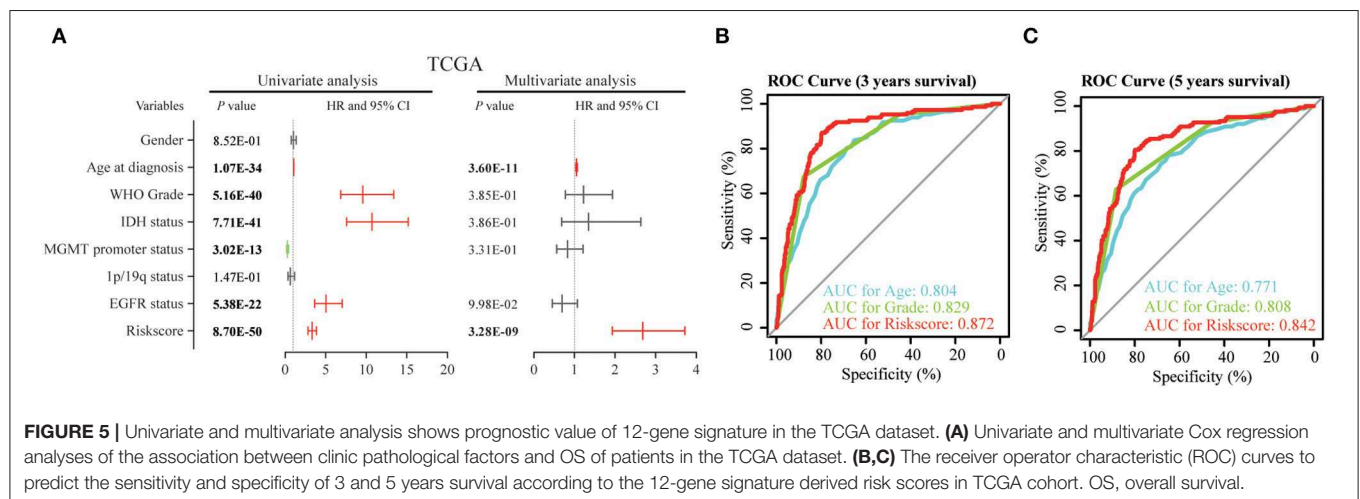 A
TCGA
Univariate analysis Multivariate analysis
Variables P value HR and 95% CI P value HR and 95% CI
Gender 8.52E-01
Age at diagnosis 1.07E-34 3.60E-11
WHO Grade 5.16E-40 3.85E-01
IDH status 7.71E-41 3.86E-01
MGMT promoter status 3.02E-13 3.31E-01
1p/19q status 1.47E-01
EGFR status 5.38E-22 9.98E-02
Riskscore 8.70E-50 3.28E-09
0 5 10 15 20 0 1 2 3 4
B
ROC Curve (3 years survival)
Sensitivity (%)
100
80
60
40
20
0
AUC for Age: 0.804
AUC for Grade: 0.829
AUC for Riskscore: 0.872
100 80 60 40 20 0
Specificity (%)
C
ROC Curve (5 years survival)
Sensitivity (%)
100
80
60
40
20
0
AUC for Age: 0.771
AUC for Grade: 0.808
AUC for Riskscore: 0.842
100 80 60 40 20 0
Specificity (%)
FIGURE 5 | Univariate and multivariate analysis shows prognostic value of 12-gene signature in the TCGA dataset. (A) Univariate and multivariate Cox regression
analyses of the association between clinic pathological factors and OS of patients in the TCGA dataset. (B,C) The receiver operator characteristic (ROC) curves to
predict the sensitivity and specificity of 3 and 5 years survival according to the 12-gene signature derived risk scores in TCGA cohort. OS, overall survival.